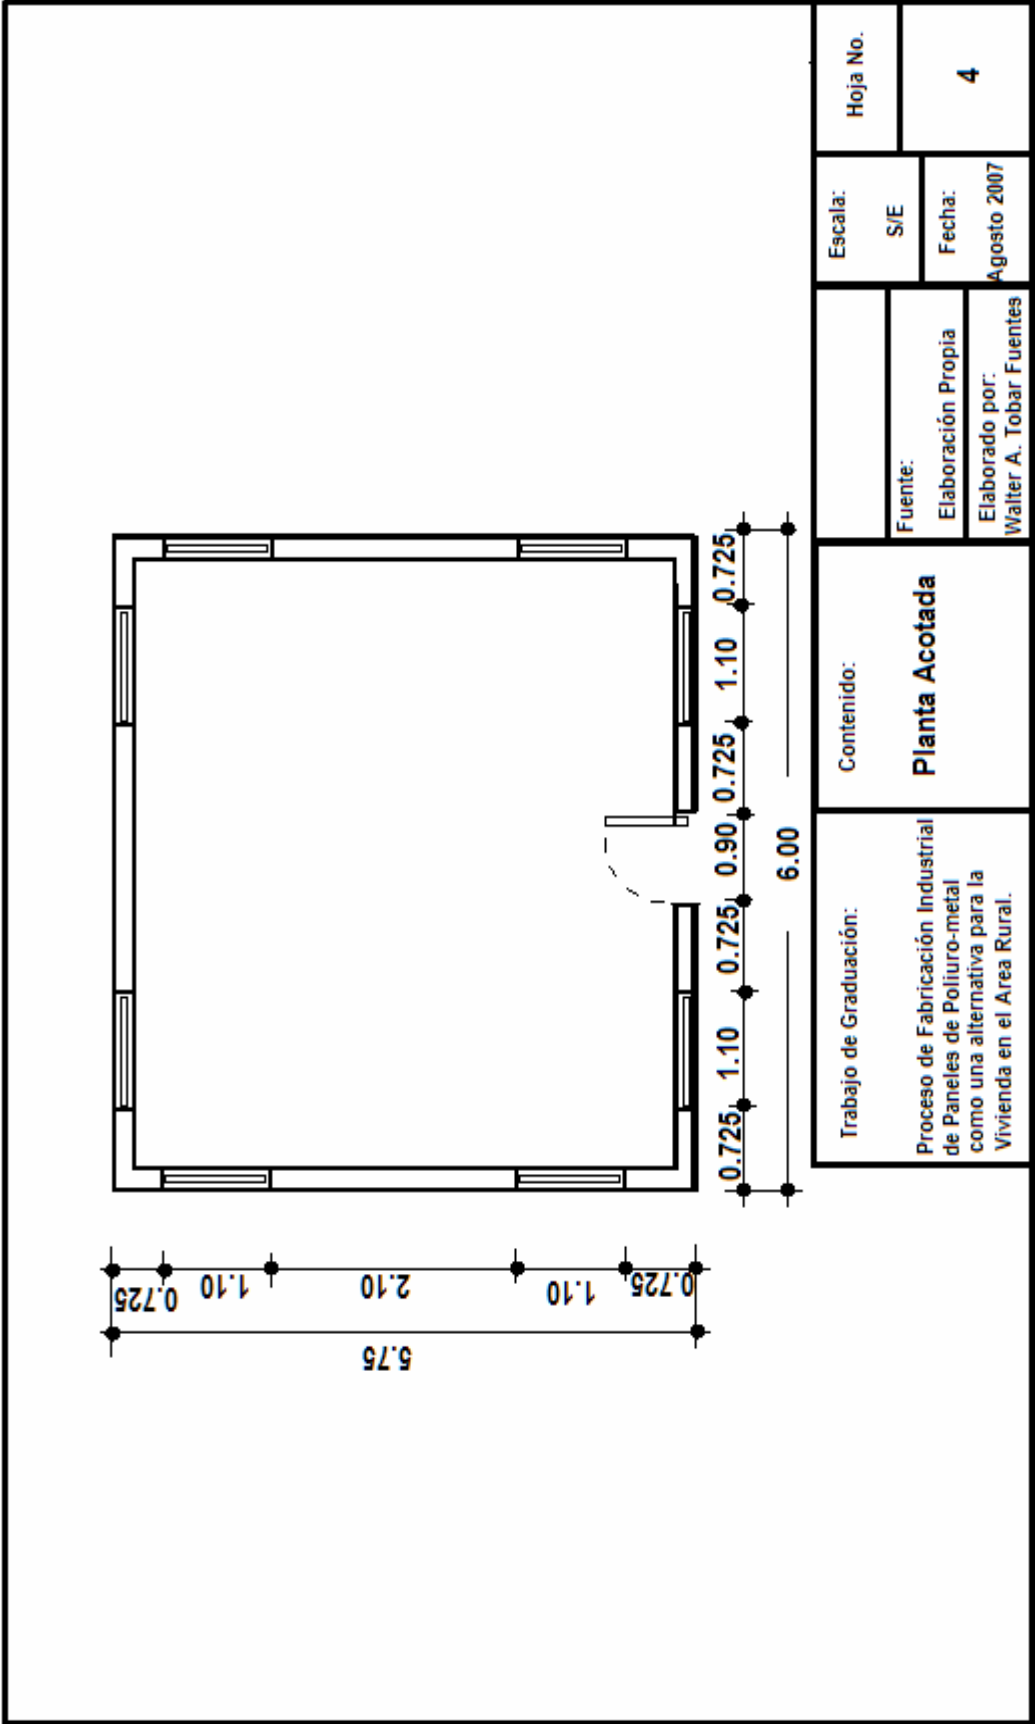 0.725
1.10
2.10
1.10
0.725
5.75
0.725
1.10
0.725
0.90
0.725
1.10
0.725
6.00
Trabajo de Graduación:
Proceso de Fabricación Industrial
de Paneles de Poliuro-metal
como una alternativa para la
Vivienda en el Area Rural.
Contenido:
Planta Acotada
Fuente:
Elaboración Propia
Elaborado por:
Walter A. Tobar Fuentes
Escala:
S/E
Fecha:
Agosto 2007
Hoja No.
4